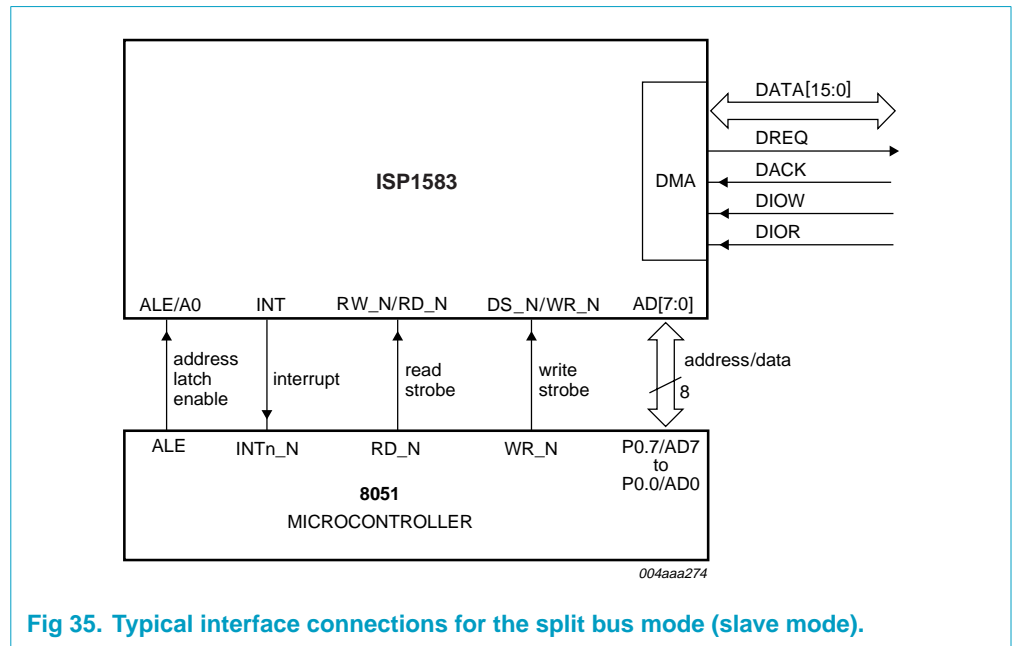 DATA[15:0]
DREQ
DACK
DIOW
DIOR
ISP1583
DMA
ALE/A0 INT RW_N/RD_N DS_N/WR_N AD[7:0]
address
latch
enable
interrupt
read
strobe
write
strobe
address/data
8
ALE INTn_N RD_N WR_N P0.7/AD7
to
P0.0/AD0
8051
MICROCONTROLLER
004aaa274
Fig 35. Typical interface connections for the split bus mode (slave mode).